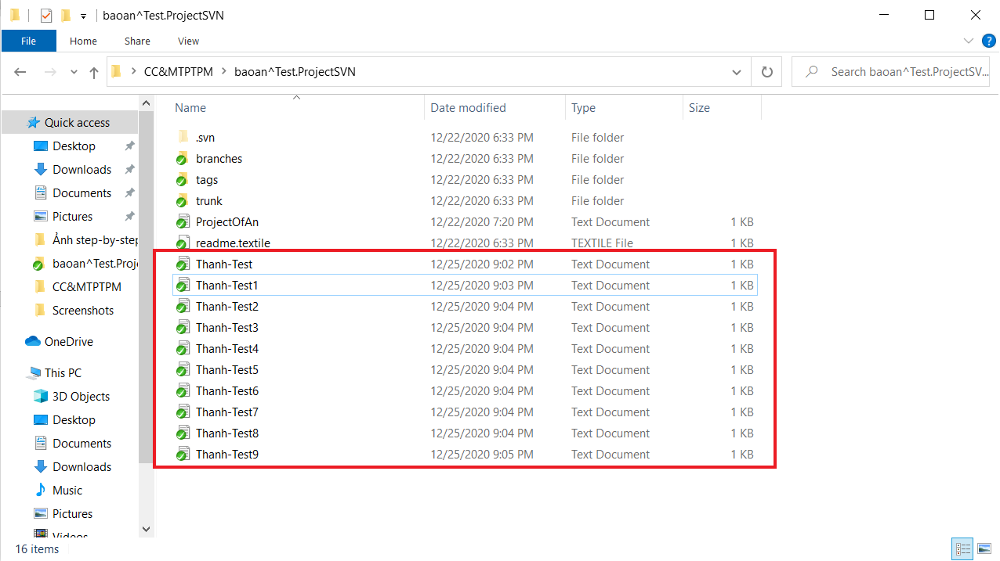 baoan^Test.ProjectSVN
File Home Share View
CC&MTPTPM baoan^Test.ProjectSVN Search baoan^Test.ProjectSV...
Name Date modified Type Size
Quick access
Desktop
Downloads
Documents
Pictures
Ảnh step-by-step
baoan^Test.Proj
CC&MTPTPM
Screenshots
OneDrive
This PC
3D Objects
Desktop
Documents
Downloads
Music
Pictures
Videos
.svn 12/22/2020 6:33 PM File folder
branches 12/22/2020 6:33 PM File folder
tags 12/22/2020 6:33 PM File folder
trunk 12/22/2020 6:33 PM File folder
ProjectOfAn 12/22/2020 7:20 PM Text Document 1 KB
readme.textile 12/22/2020 6:33 PM TEXTILE File 1 KB
Thanh-Test 12/25/2020 9:02 PM Text Document 1 KB
Thanh-Test1 12/25/2020 9:03 PM Text Document 1 KB
Thanh-Test2 12/25/2020 9:04 PM Text Document 1 KB
Thanh-Test3 12/25/2020 9:04 PM Text Document 1 KB
Thanh-Test4 12/25/2020 9:04 PM Text Document 1 KB
Thanh-Test5 12/25/2020 9:04 PM Text Document 1 KB
Thanh-Test6 12/25/2020 9:04 PM Text Document 1 KB
Thanh-Test7 12/25/2020 9:04 PM Text Document 1 KB
Thanh-Test8 12/25/2020 9:04 PM Text Document 1 KB
Thanh-Test9 12/25/2020 9:05 PM Text Document 1 KB
16 items